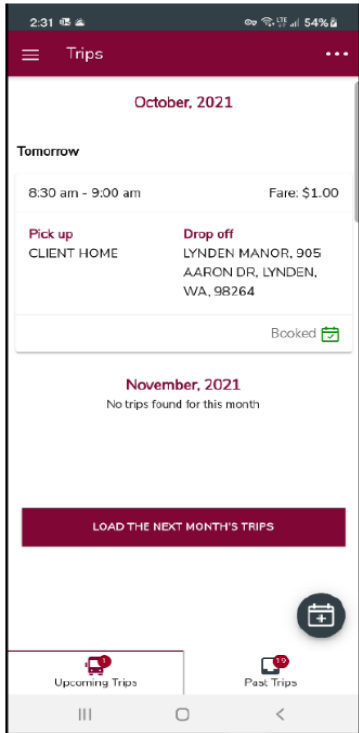 2:31 LTE 54%
Trips
October, 2021
Tomorrow
8:30 am - 9:00 am Fare: $1.00
Pick up Drop off
CLIENT HOME LYNDEN MANOR, 905
AARON DR, LYNDEN,
WA, 98264
Booked
November, 2021
No trips found for this month
LOAD THE NEXT MONTH'S TRIPS
1 19
Upcoming Trips Past Trips